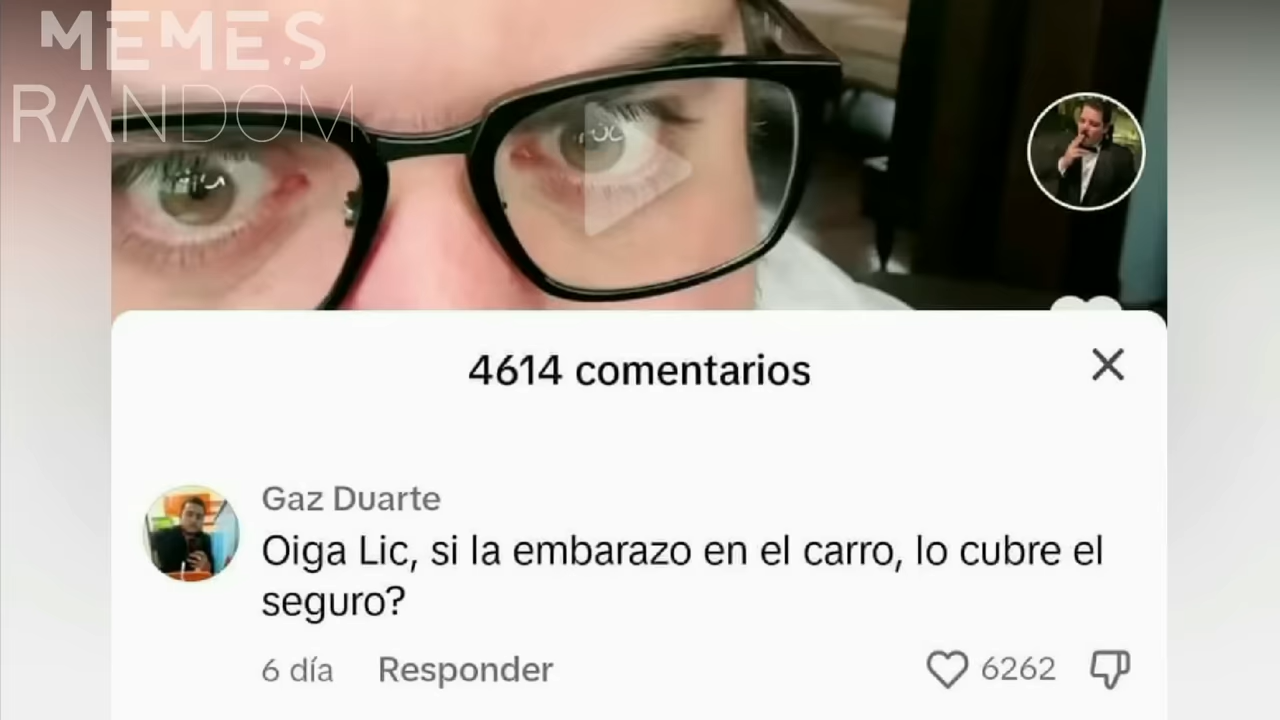 MEMES
RANDOM
4614 comentarios
Gaz Duarte
Oiga Lic, si la embarazo en el carro, lo cubre el
seguro?
6 día
Responder
6262